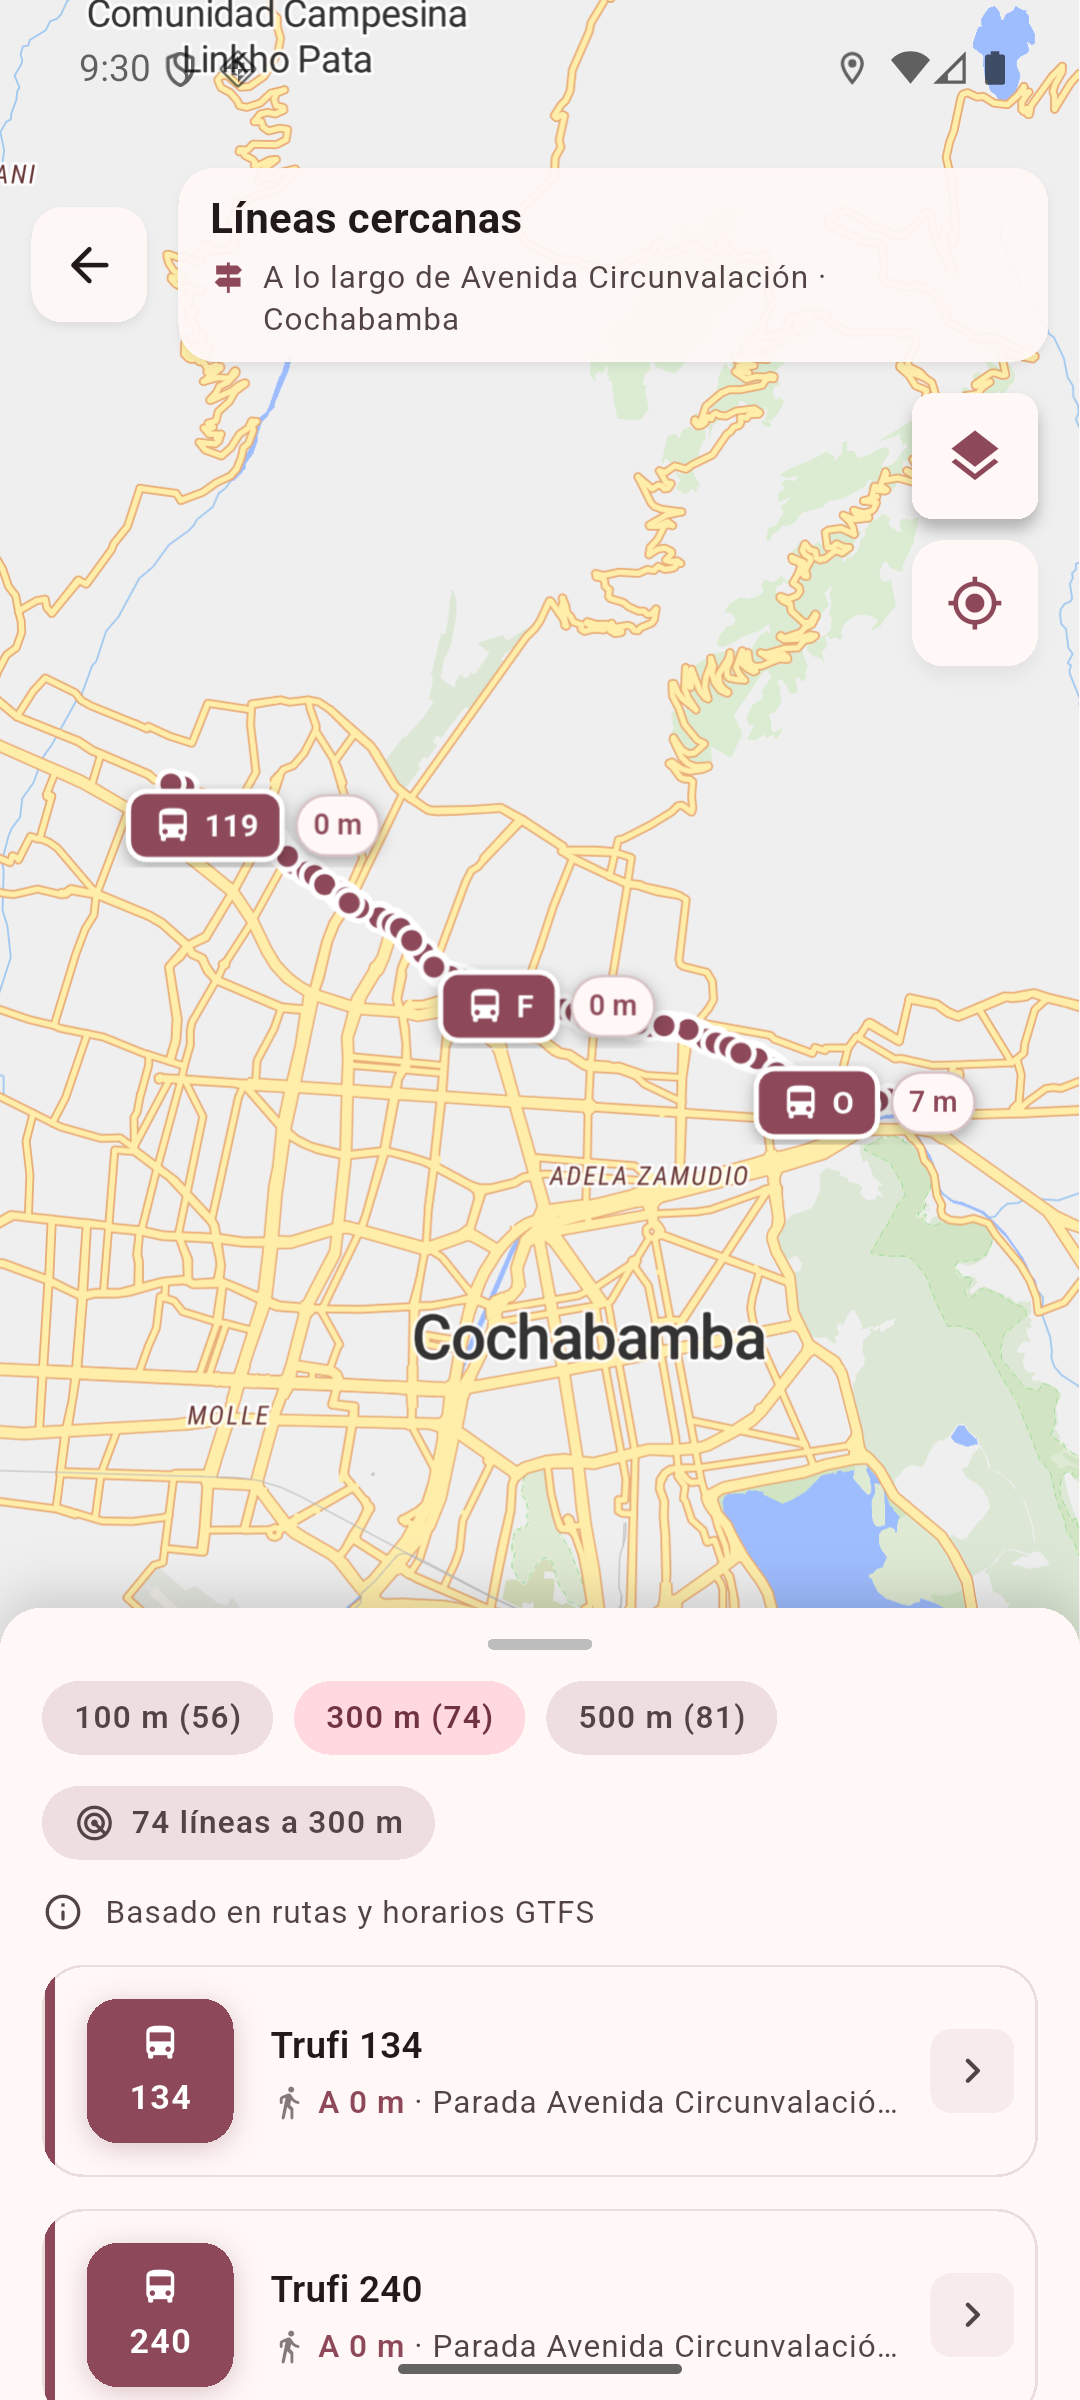 Comunidad Campesina
Linkho Pata
9:30
ANI
Líneas cercanas
A lo largo de Avenida Circunvalación ·
Cochabamba
119
0 m
F
0 m
O
7 m
ADELA ZAMUDIO
Cochabamba
MOLLE
100 m (56)
300 m (74)
500 m (81)
74 líneas a 300 m
Basado en rutas y horarios GTFS
134
Trufi 134
A 0 m · Parada Avenida Circunvalació…
240
Trufi 240
A 0 m · Parada Avenida Circunvalació…